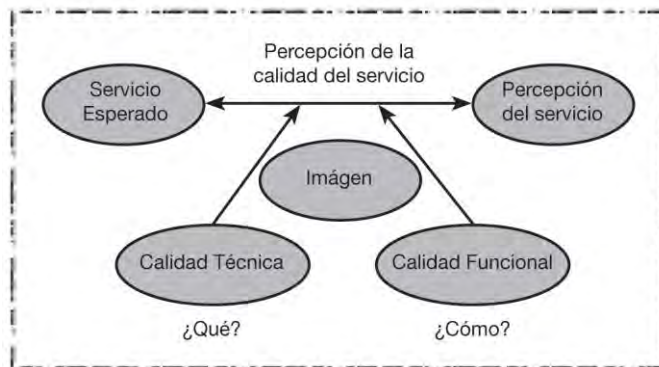 Percepción de la
calidad del servicio
Servicio
Esperado
Percepción
del servicio
Imágen
Calidad Técnica
Calidad Funcional
¿Qué?
¿Cómo?